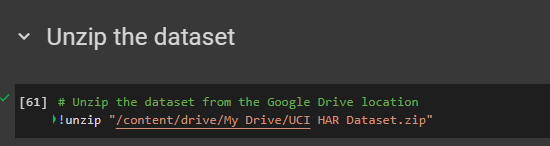 Unzip the dataset
[61] # Unzip the dataset from the Google Drive location
!unzip "/content/drive/My Drive/UCI HAR Dataset.zip"